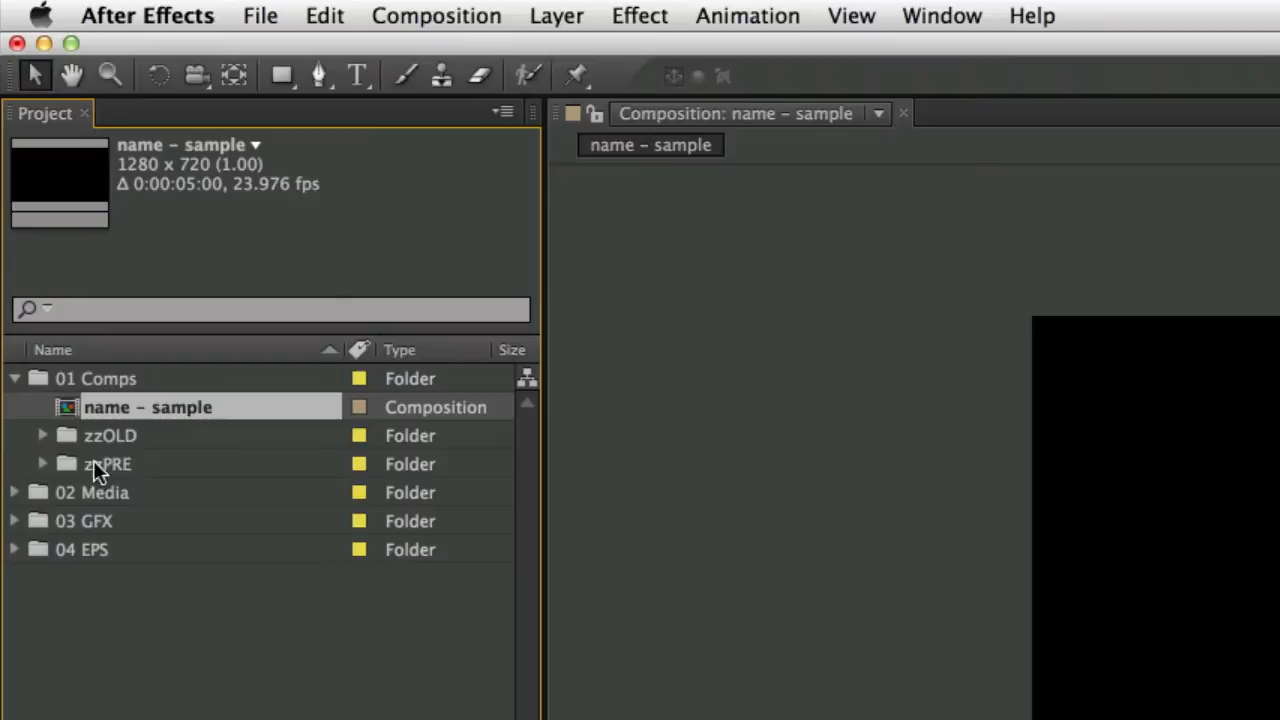 After Effects File Edit Composition Layer Effect Animation View Window Help
Project
Composition: name – sample
name – sample
1280 x 720 (1.00)
Δ 0:00:05:00, 23.976 fps
name – sample
Name Type Size
01 Comps Folder
name – sample Composition
zzOLD Folder
zzPRE Folder
02 Media Folder
03 GFX Folder
04 EPS Folder